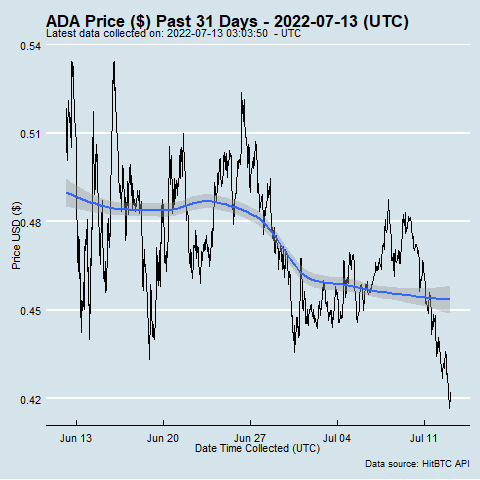 ADA Price ($) Past 31 Days - 2022-07-13 (UTC)
Latest data collected on: 2022-07-13 03:03:50 - UTC
0.54
0.51
0.48
0.45
0.42
Price USD ($)
Jun 13 Jun 20 Jun 27 Jul 04 Jul 11
Date Time Collected (UTC)
Data source: HitBTC API